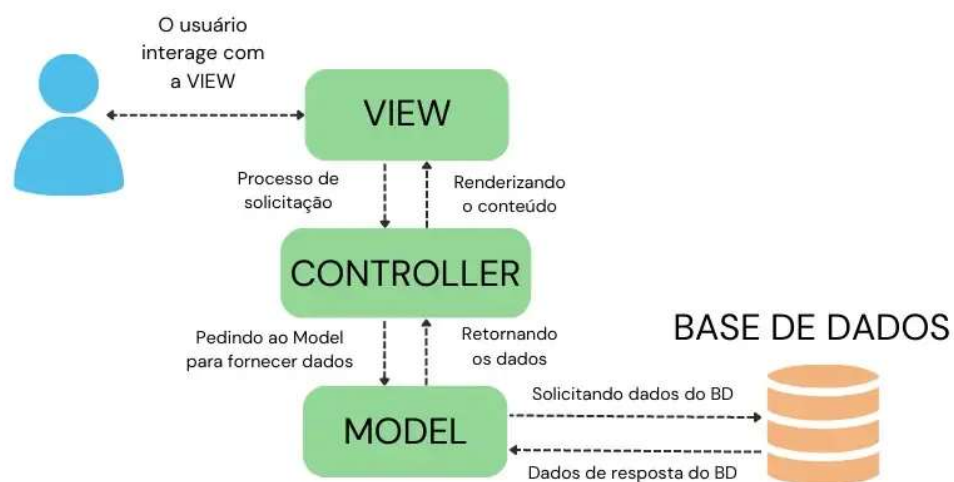 O usuário
interage com
a VIEW
VIEW
Processo de
solicitação
Renderizando
o conteúdo
CONTROLLER
Pedindo ao Model
para fornecer dados
Retornando
os dados
BASE DE DADOS
MODEL
Solicitando dados do BD
Dados de resposta do BD